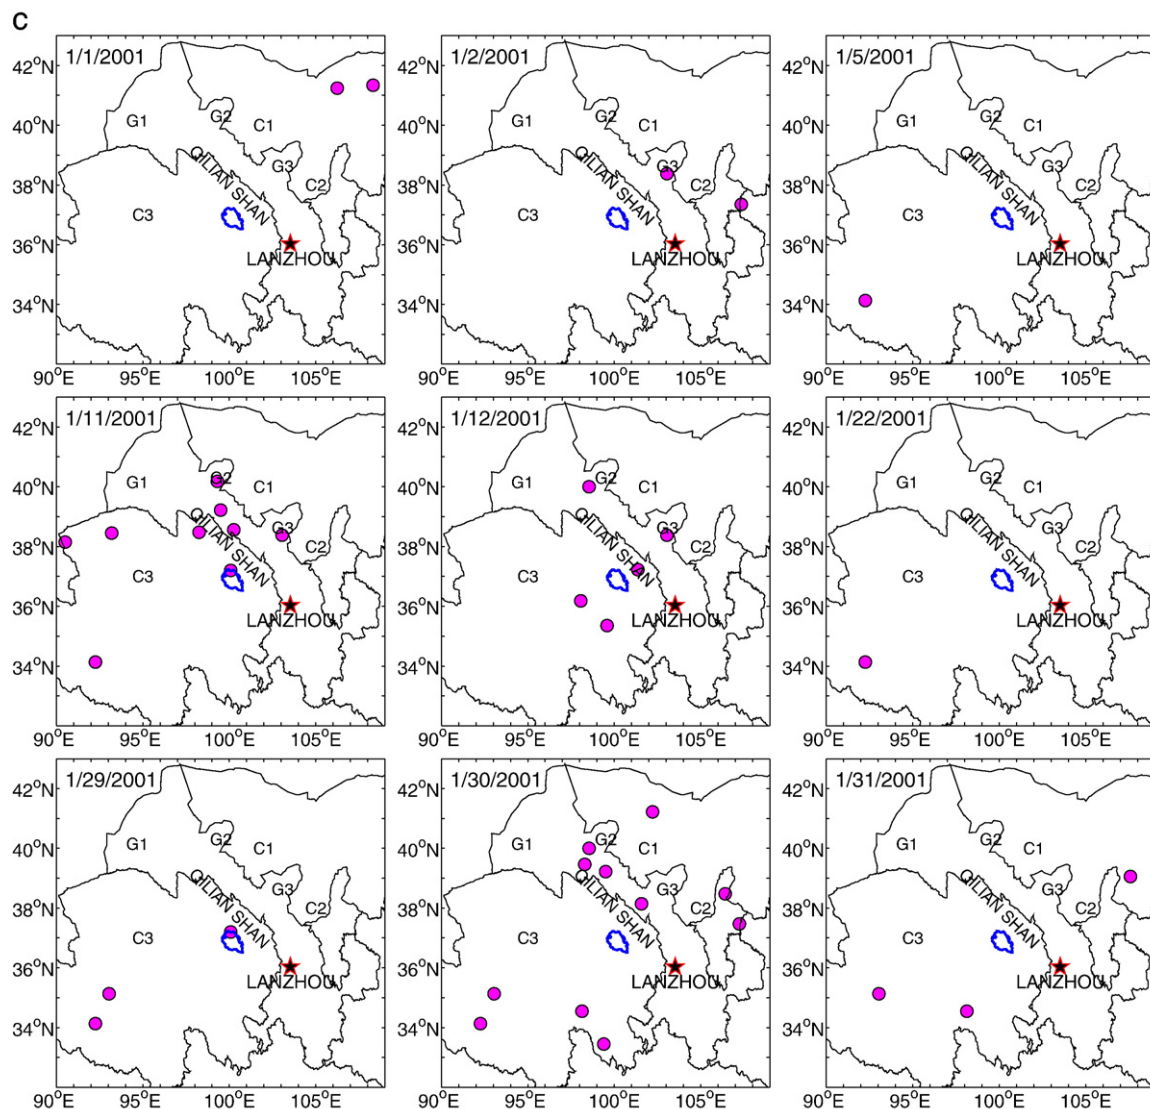 C
1/1/2001 1/2/2001 1/5/2001
42°N 42°N 42°N
40°N G1 G2 C1 40°N G1 G2 C1 40°N G1 G2 C1
QILIAN SHAN G3 QILIAN SHAN G3 QILIAN SHAN G3
38°N C2 38°N C2 38°N C2
C3 C3 C3
36°N 36°N 36°N
LANZHOU LANZHOU LANZHOU
34°N 34°N 34°N
90°E 95°E 100°E 105°E 90°E 95°E 100°E 105°E 90°E 95°E 100°E 105°E
1/11/2001 1/12/2001 1/22/2001
42°N 42°N 42°N
40°N G1 G2 C1 40°N G1 G2 C1 40°N G1 G2 C1
QILIAN SHAN G3 QILIAN SHAN G3 QILIAN SHAN G3
38°N C2 38°N C2 38°N C2
C3 C3 C3
36°N 36°N 36°N
LANZHOU LANZHOU LANZHOU
34°N 34°N 34°N
90°E 95°E 100°E 105°E 90°E 95°E 100°E 105°E 90°E 95°E 100°E 105°E
1/29/2001 1/30/2001 1/31/2001
42°N 42°N 42°N
40°N G1 G2 C1 40°N G1 G2 C1 40°N G1 G2 C1
QILIAN SHAN G3 QILIAN SHAN G3 QILIAN SHAN G3
38°N C2 38°N C2 38°N C2
C3 C3 C3
36°N 36°N 36°N
LANZHOU LANZHOU LANZHOU
34°N 34°N 34°N
90°E 95°E 100°E 105°E 90°E 95°E 100°E 105°E 90°E 95°E 100°E 105°E